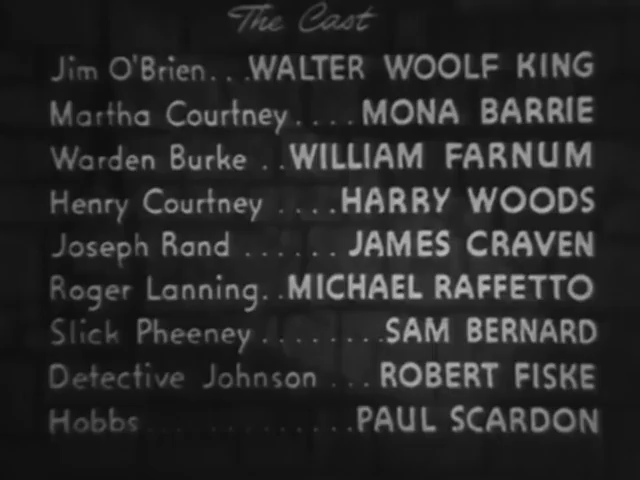 The Cast
Jim O'Brien...WALTER WOOLF KING
Martha Courtney....MONA BARRIE
Warden Burke ..WILLIAM FARNUM
Henry Courtney ....HARRY WOODS
Joseph Rand ......JAMES CRAVEN
Roger Lanning..MICHAEL RAFFETTO
Slick Pheeney........SAM BERNARD
Detective Johnson ...ROBERT FISKE
Hobbs.............PAUL SCARDON